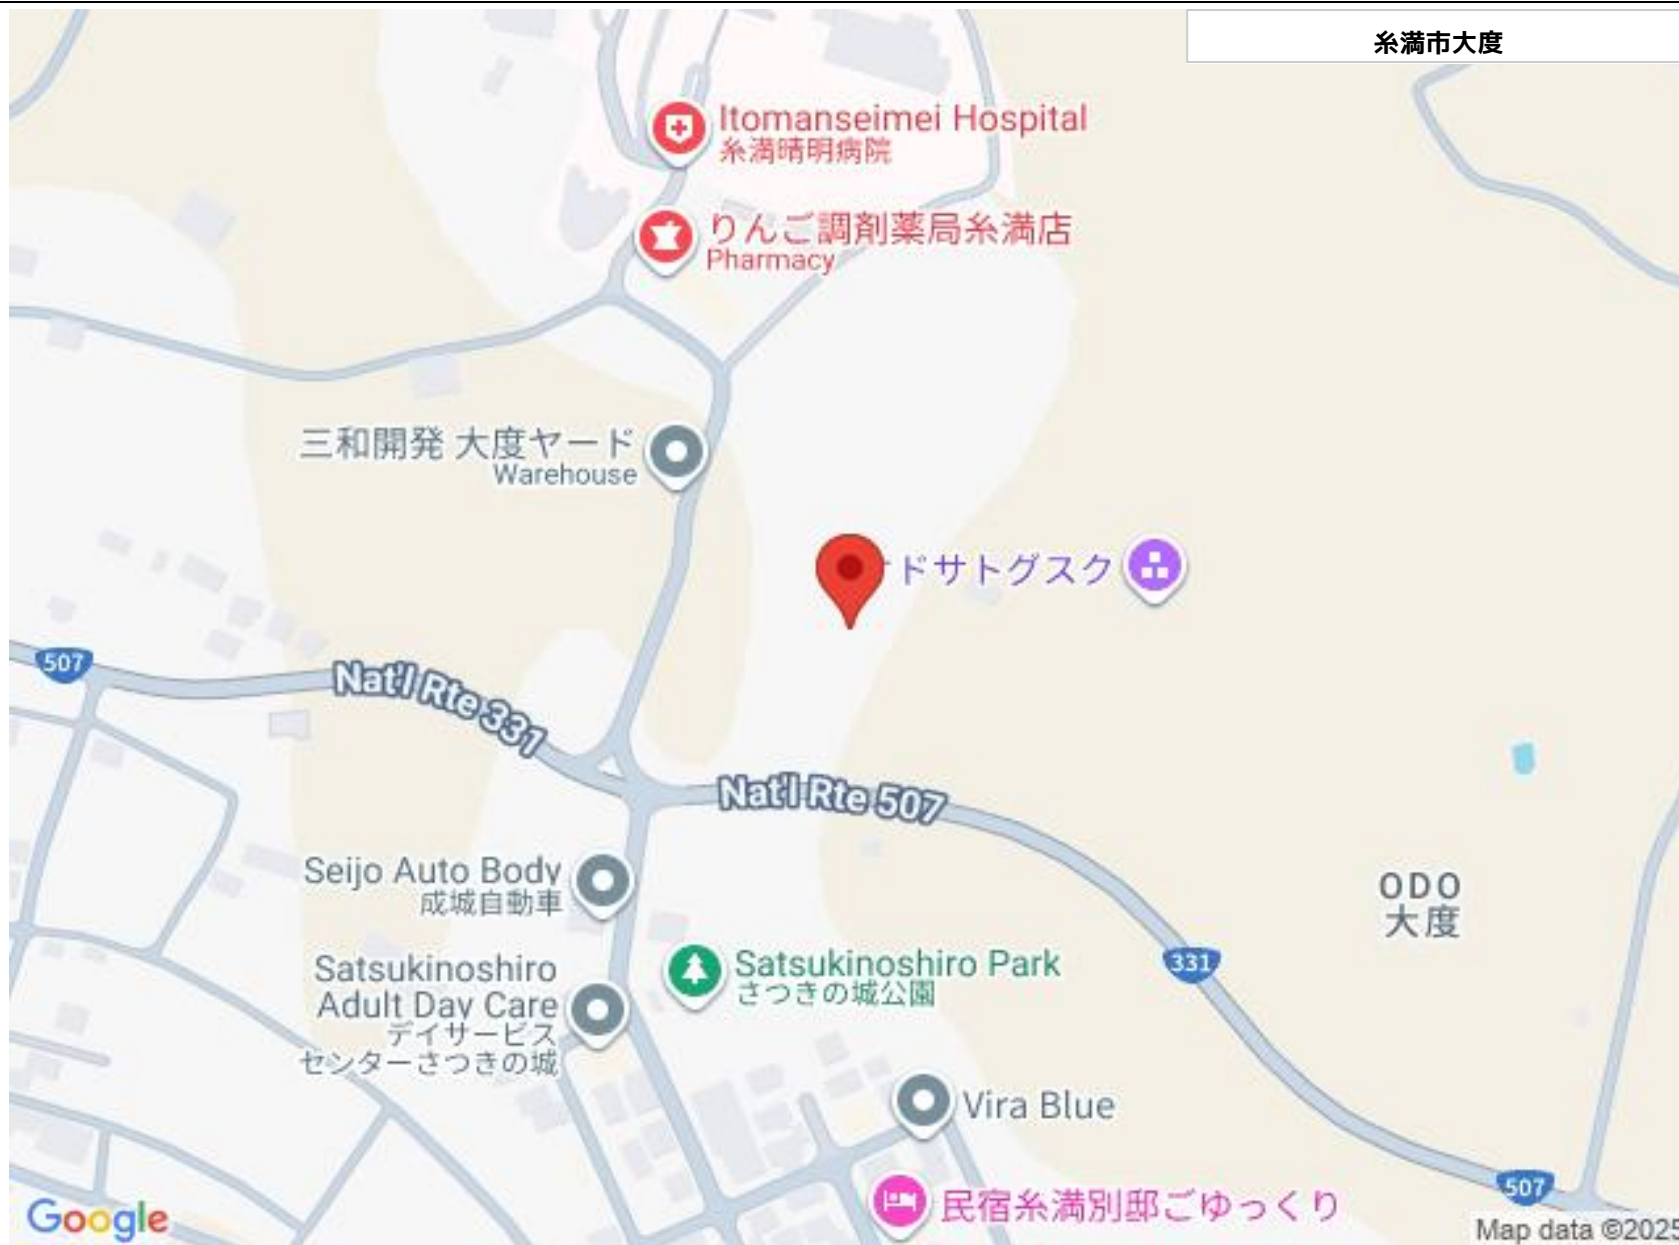 糸満市大度
Itomanseimei Hospital
糸満晴明病院
りんご調剤薬局糸満店
Pharmacy
三和開発 大度ヤード
Warehouse
ドサトグスク
507
Nat'l Rte 331
Nat'l Rte 507
Seijo Auto Body
成城自動車
ODO
大度
331
Satsukinoshiro Park
さつきの城公園
Satsukinoshiro
Adult Day Care
デイサービス
センターさつきの城
Vira Blue
507
民宿糸満別邸ごゆっくり
Google
Map data ©2025